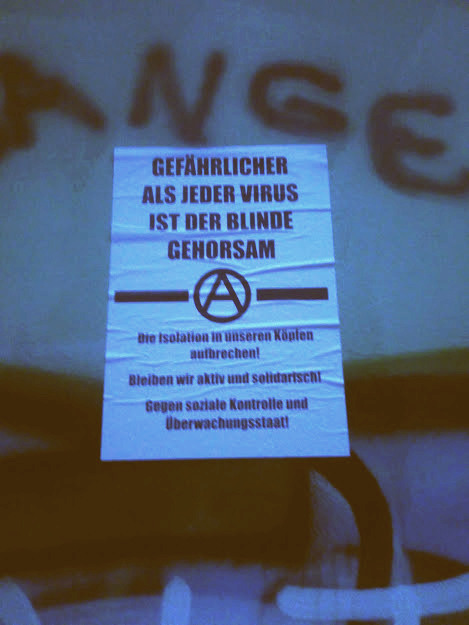 ANGE
GEFÄHRLICHER
ALS JEDER VIRUS
IST DER BLINDE
GEHORSAM
A
Die Isolation in unseren Köpfen
aufbrechen!
Bleiben wir aktiv und solidarisch!
Gegen soziale Kontrolle und
Überwachungsstaat!